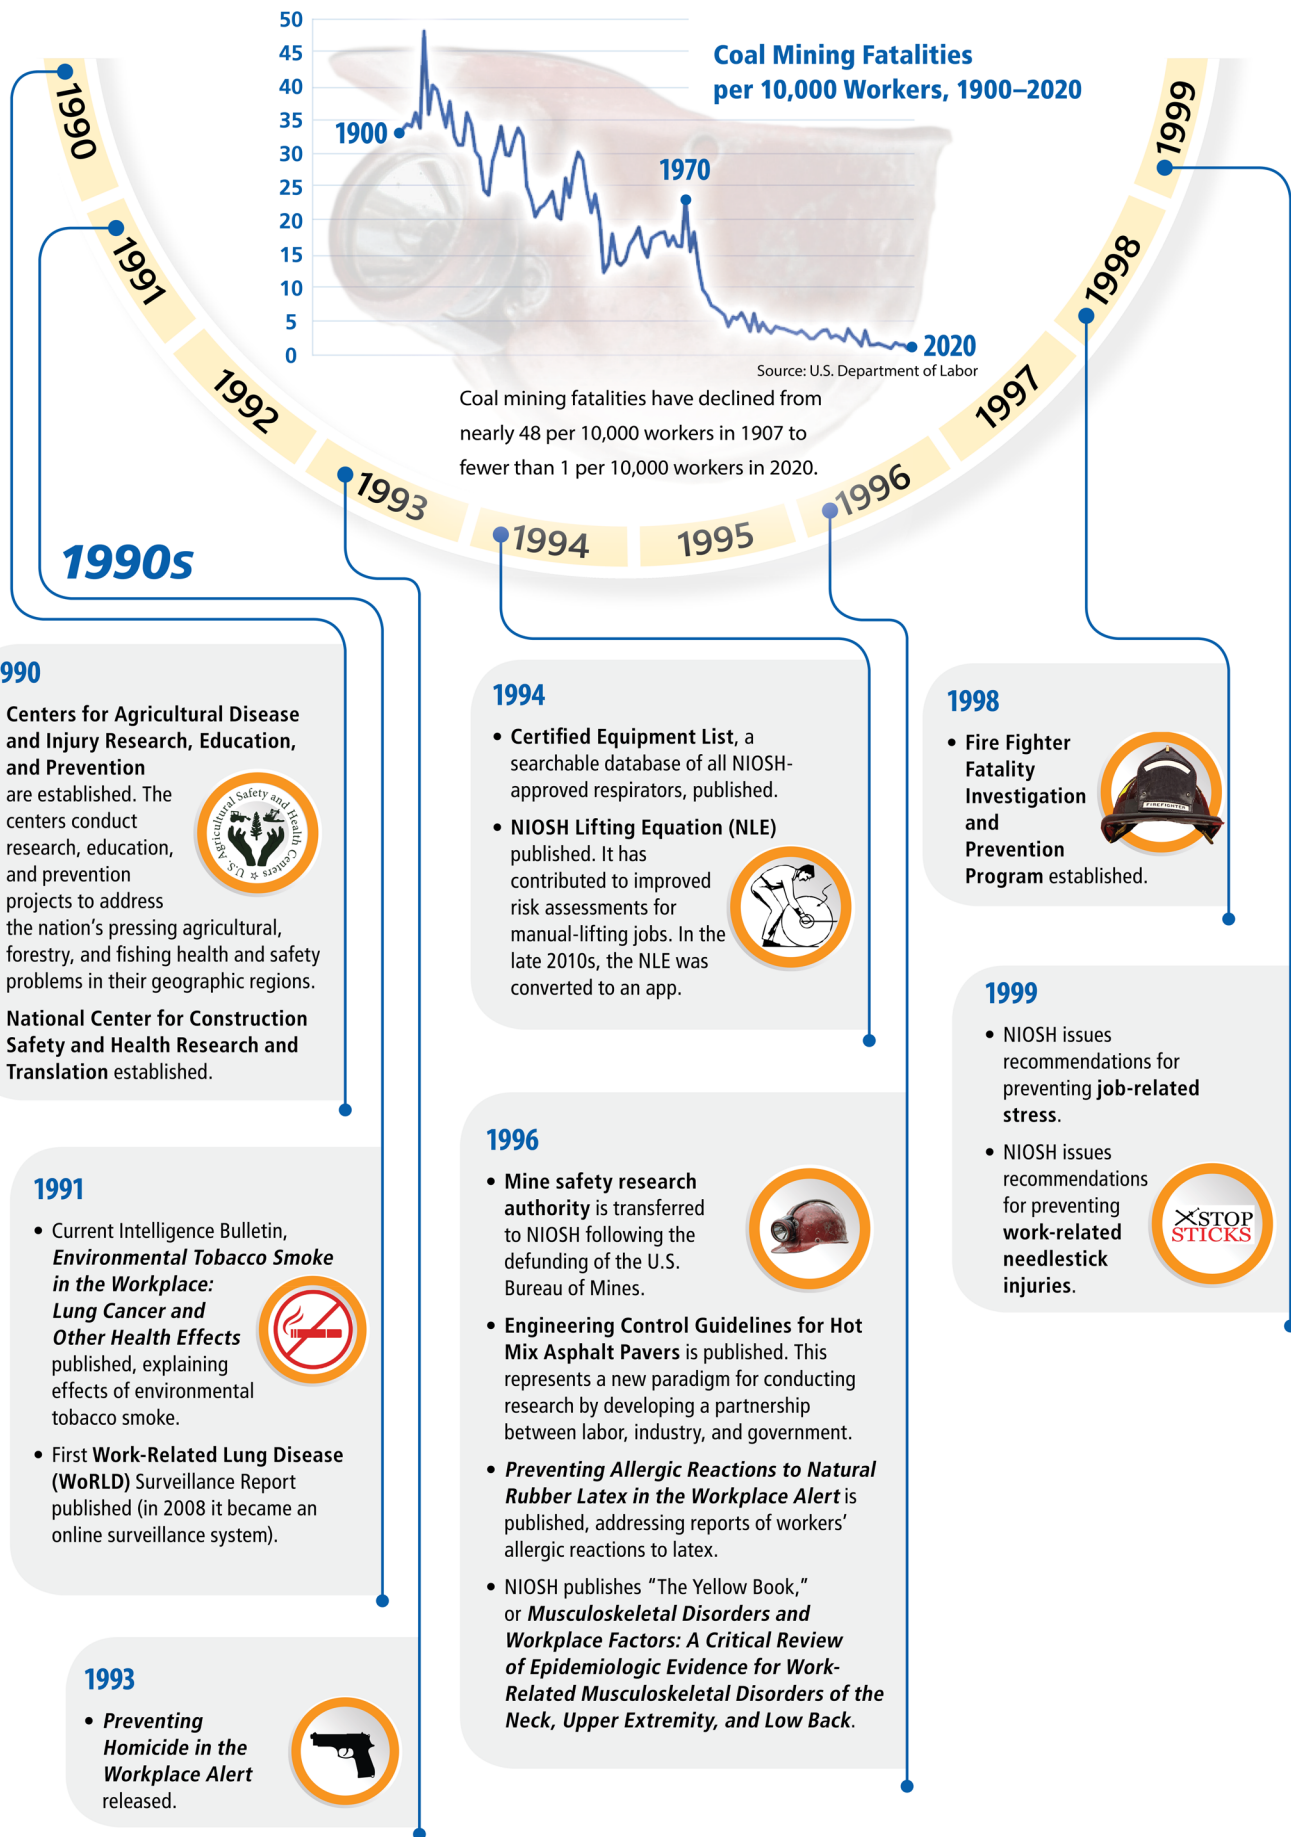 50
45
40
35
30
25
20
15
10
5
0
Coal Mining Fatalities
per 10,000 Workers, 1900–2020
1900
1970
2020
Source: U.S. Department of Labor
Coal mining fatalities have declined from
nearly 48 per 10,000 workers in 1907 to
fewer than 1 per 10,000 workers in 2020.
1990
1991
1992
1993
1994
1995
1996
1997
1998
1999
1990s
990
Centers for Agricultural Disease
and Injury Research, Education,
and Prevention
are established. The
centers conduct
research, education,
and prevention
projects to address
the nation's pressing agricultural,
forestry, and fishing health and safety
problems in their geographic regions.
U.S. Agricultural Safety and Health Centers
National Center for Construction
Safety and Health Research and
Translation established.
1991
• Current Intelligence Bulletin,
Environmental Tobacco Smoke
in the Workplace:
Lung Cancer and
Other Health Effects
published, explaining
effects of environmental
tobacco smoke.
• First Work-Related Lung Disease
(WoRLD) Surveillance Report
published (in 2008 it became an
online surveillance system).
1993
• Preventing
Homicide in the
Workplace Alert
released.
1994
• Certified Equipment List, a
searchable database of all NIOSH-
approved respirators, published.
• NIOSH Lifting Equation (NLE)
published. It has
contributed to improved
risk assessments for
manual-lifting jobs. In the
late 2010s, the NLE was
converted to an app.
1996
• Mine safety research
authority is transferred
to NIOSH following the
defunding of the U.S.
Bureau of Mines.
• Engineering Control Guidelines for Hot
Mix Asphalt Pavers is published. This
represents a new paradigm for conducting
research by developing a partnership
between labor, industry, and government.
• Preventing Allergic Reactions to Natural
Rubber Latex in the Workplace Alert is
published, addressing reports of workers'
allergic reactions to latex.
• NIOSH publishes "The Yellow Book,"
or Musculoskeletal Disorders and
Workplace Factors: A Critical Review
of Epidemiologic Evidence for Work-
Related Musculoskeletal Disorders of the
Neck, Upper Extremity, and Low Back.
1998
• Fire Fighter
Fatality
Investigation
and
Prevention
Program established.
FIREFIGHTER
1999
• NIOSH issues
recommendations for
preventing job-related
stress.
• NIOSH issues
recommendations
for preventing
work-related
needlestick
injuries.
STOP
STICKS